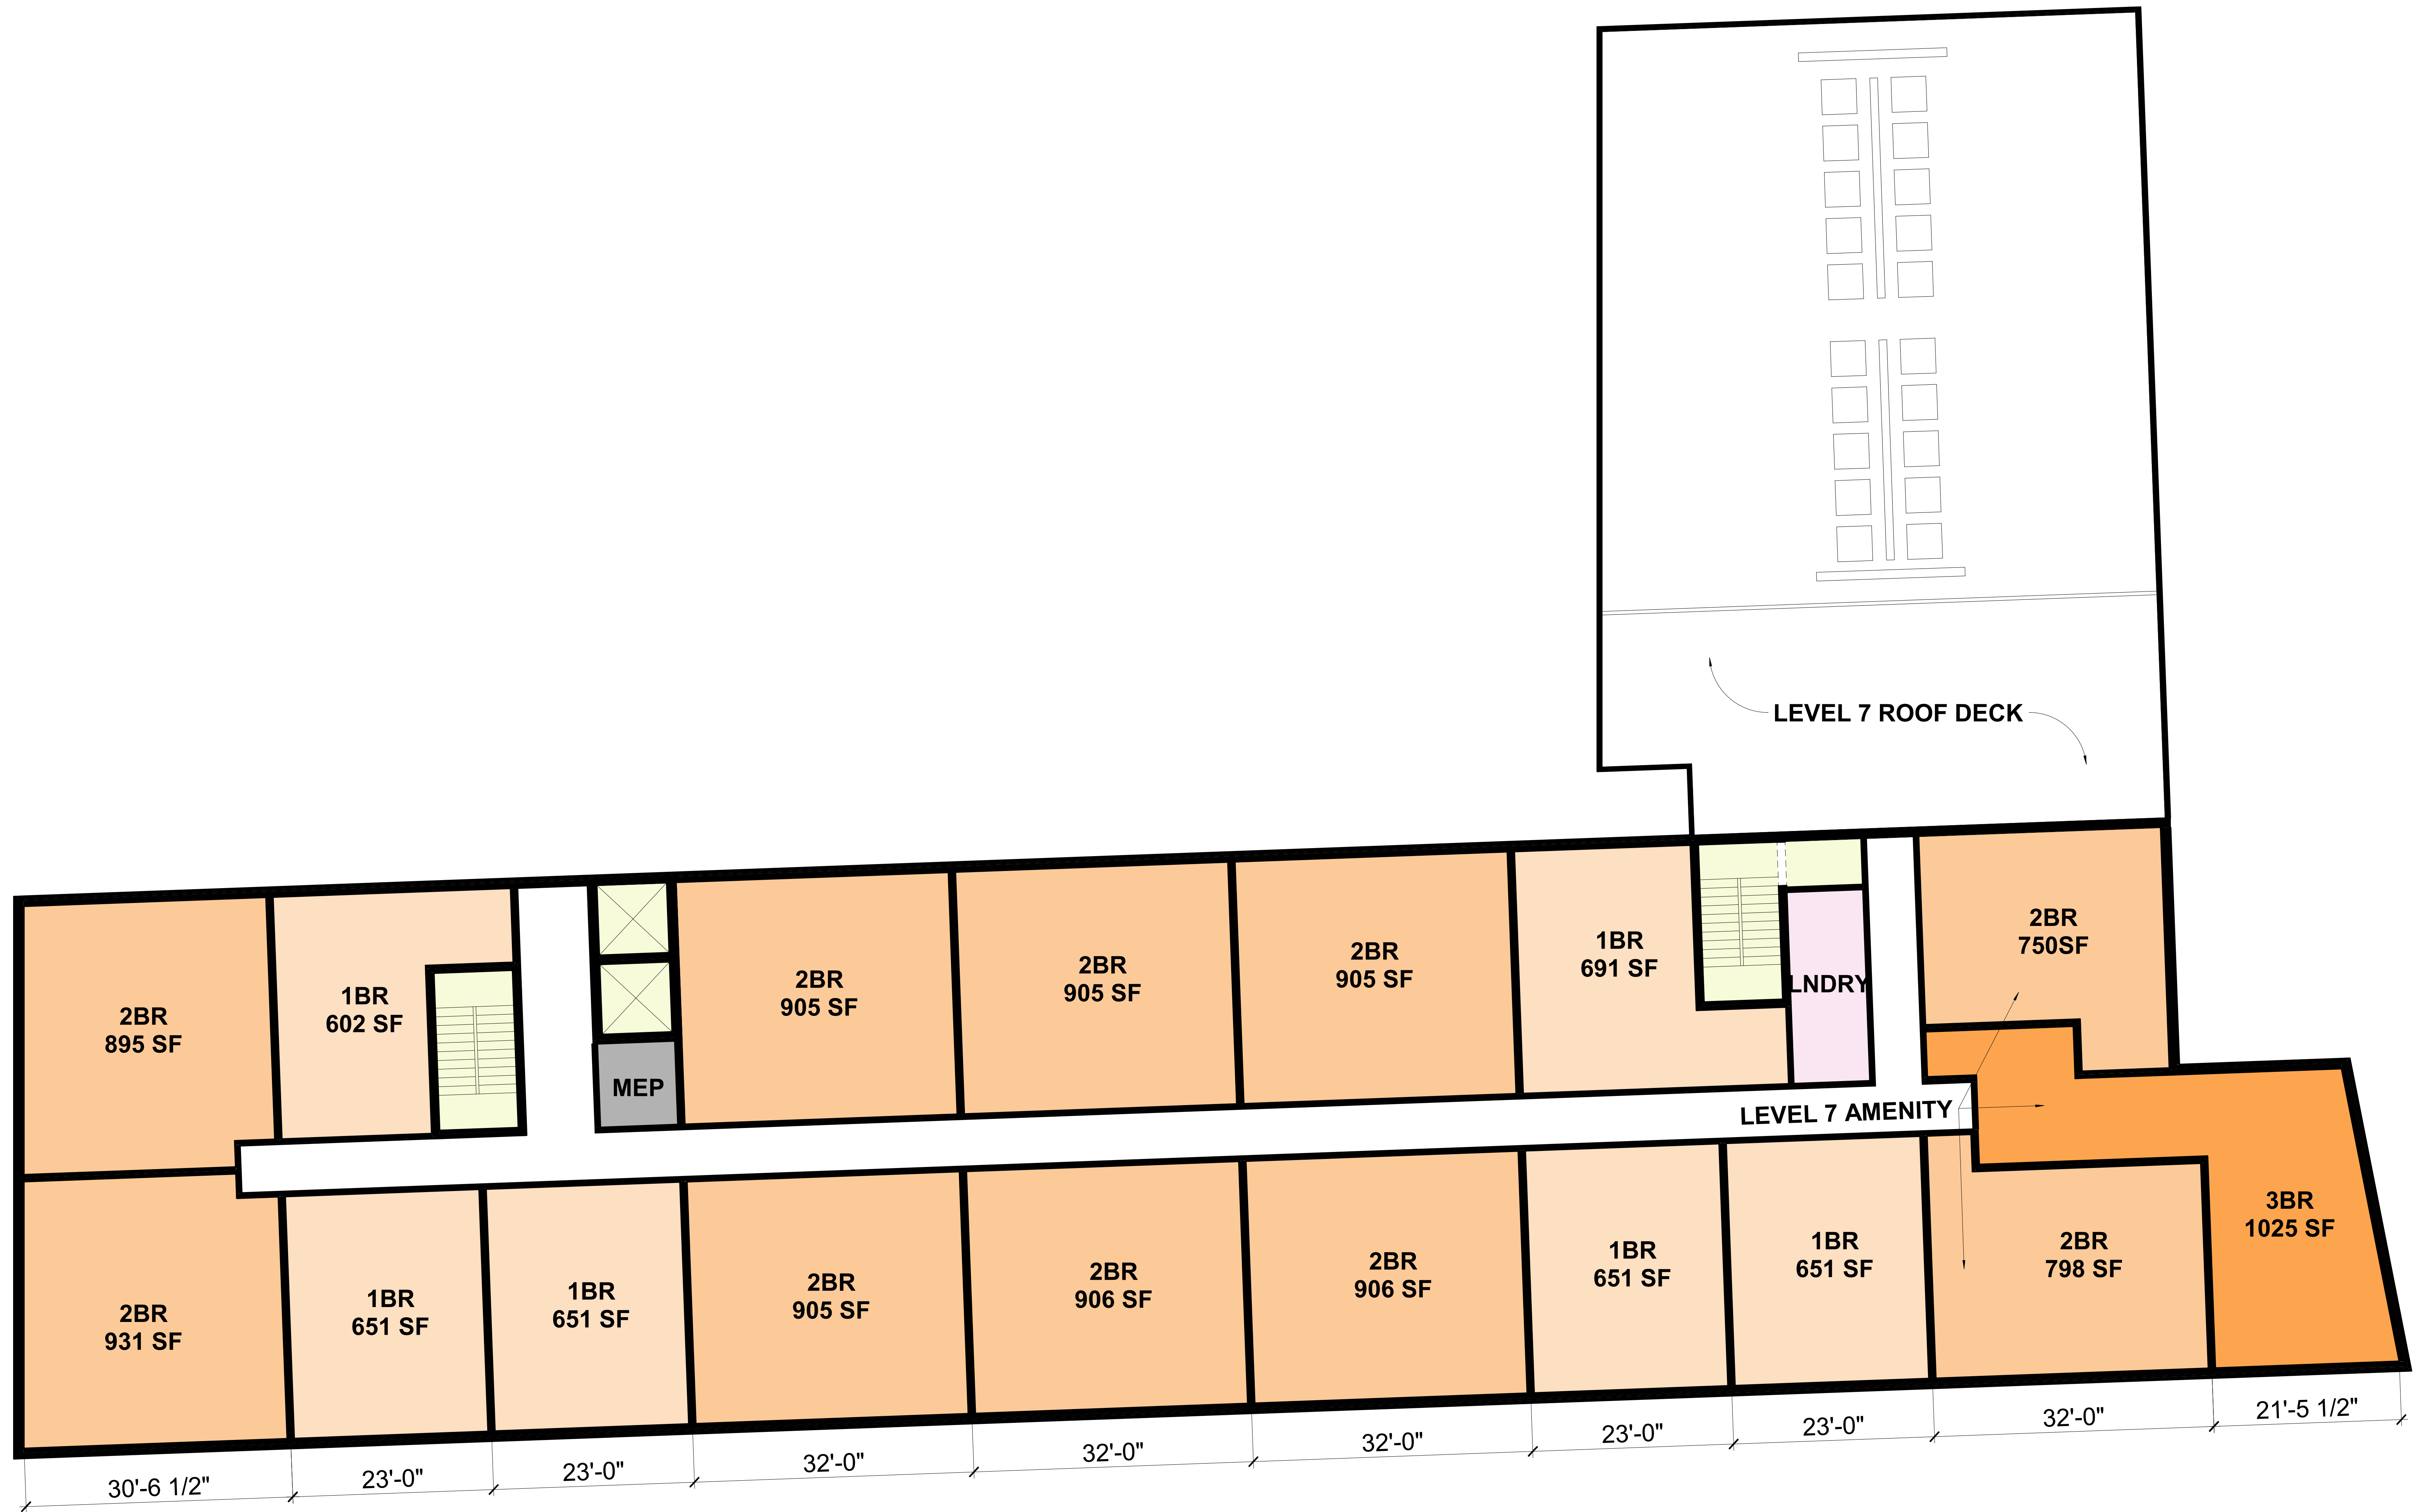 LEVEL 7 ROOF DECK
2BR
895 SF
1BR
602 SF
MEP
2BR
905 SF
2BR
905 SF
2BR
905 SF
1BR
691 SF
LNDRY
2BR
750SF
LEVEL 7 AMENITY
2BR
931 SF
1BR
651 SF
1BR
651 SF
2BR
905 SF
2BR
906 SF
2BR
906 SF
1BR
651 SF
1BR
651 SF
2BR
798 SF
3BR
1025 SF
30'-6 1/2"
23'-0"
23'-0"
32'-0"
32'-0"
32'-0"
23'-0"
23'-0"
32'-0"
21'-5 1/2"